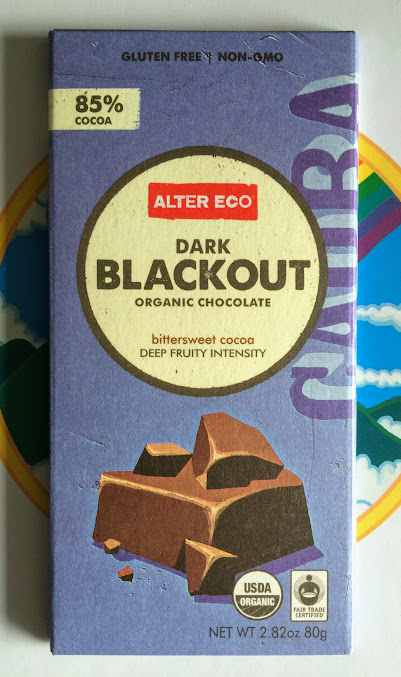 GLUTEN FREE | NON-GMO
85%
COCOA
ALTER ECO
DARK
BLACKOUT
ORGANIC CHOCOLATE
bittersweet cocoa
DEEP FRUITY INTENSITY
USDA
ORGANIC
FAIR TRADE
CERTIFIED
NET WT 2.82oz 80g